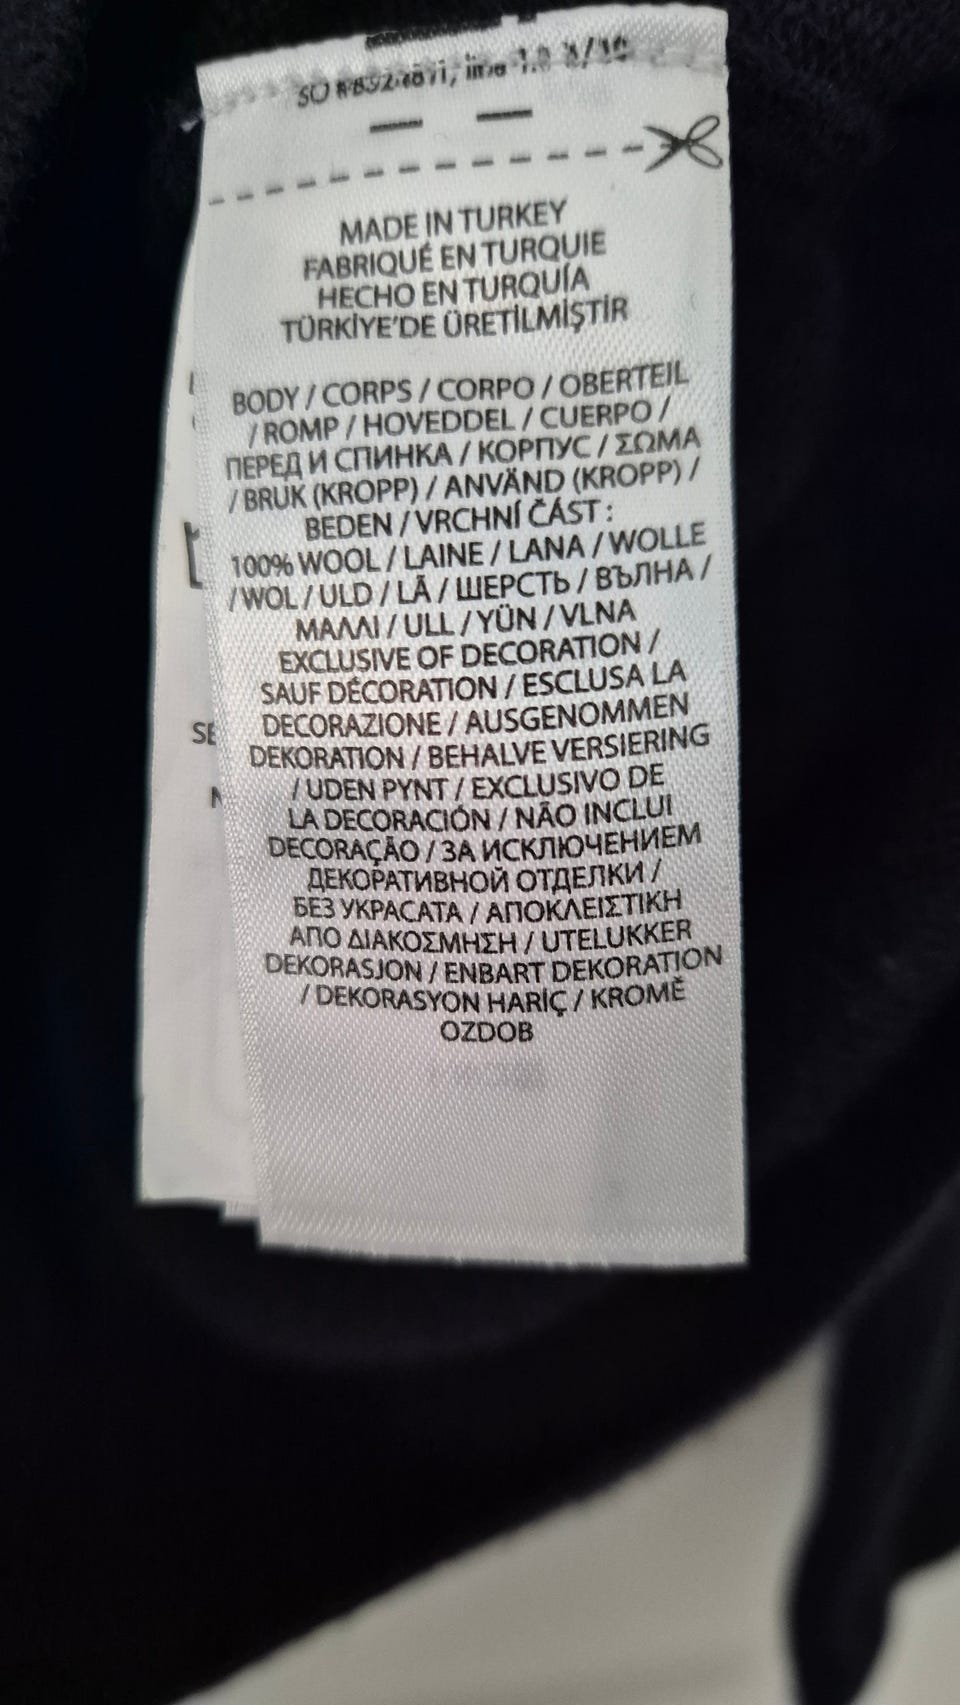 MADE IN TURKEY
FABRIQUÉ EN TURQUIE
HECHO EN TURQUÍA
TÜRKİYE'DE ÜRETİLMİŞTİR
BODY / CORPS / CORPO / OBERTEIL
/ ROMP / HOVEDDEL / CUERPO /
ПЕРЕД И СПИНКА / КОРПУС / ΣΩΜΑ
/ BRUK (KROPP) / ANVÄND (KROPP) /
BEDEN / VRCHNÍ ČÁST :
100% WOOL / LAINE / LANA / WOLLE
/ WOL / ULD / LÃ / ШЕРСТЬ / ВЪЛНА /
ΜΑΛΛΙ / ULL / YÜN / VLNA
EXCLUSIVE OF DECORATION /
SAUF DÉCORATION / ESCLUSA LA
DECORAZIONE / AUSGENOMMEN
DEKORATION / BEHALVE VERSIERING
/ UDEN PYNT / EXCLUSIVO DE
LA DECORACIÓN / NÃO INCLUI
DECORAÇÃO / ЗА ИСКЛЮЧЕНИЕМ
ДЕКОРАТИВНОЙ ОТДЕЛКИ /
БЕЗ УКРАСАТА / ΑΠΟΚΛΕΙΣΤΙΚΗ
ΑΠΟ ΔΙΑΚΟΣΜΗΣΗ / UTELUKKER
DEKORASJON / ENBART DEKORATION
/ DEKORASYON HARİÇ / KROMĚ
OZDOB